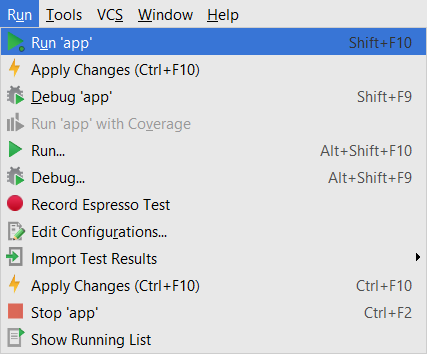 Run Tools VCS Window Help
Run 'app' Shift+F10
Apply Changes (Ctrl+F10)
Debug 'app' Shift+F9
Run 'app' with Coverage
Run... Alt+Shift+F10
Debug... Alt+Shift+F9
Record Espresso Test
Edit Configurations...
Import Test Results
Apply Changes (Ctrl+F10) Ctrl+F10
Stop 'app' Ctrl+F2
Show Running List